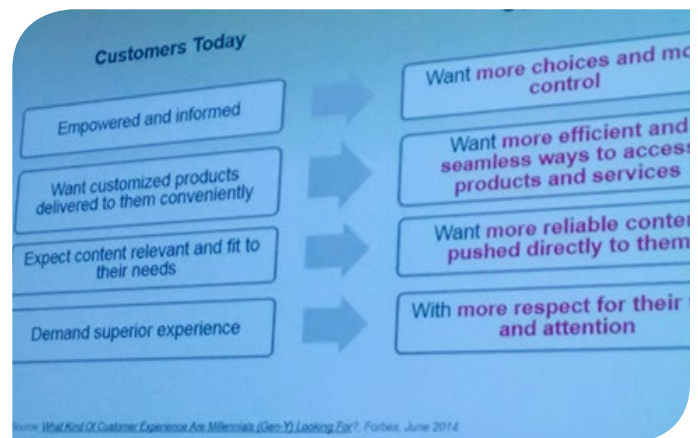 Customers Today
Empowered and informed
Want more choices and
control
Want customized products
delivered to them conveniently
Want more efficient and
seamless ways to access
products and services
Expect content relevant and fit to
their needs
Want more reliable
pushed directly to them
Demand superior experience
With more respect for their
and attention
Source: What Kind Of Customer Experience Are Millennials (Gen-Y) Looking For?, Forbes, June 2014.